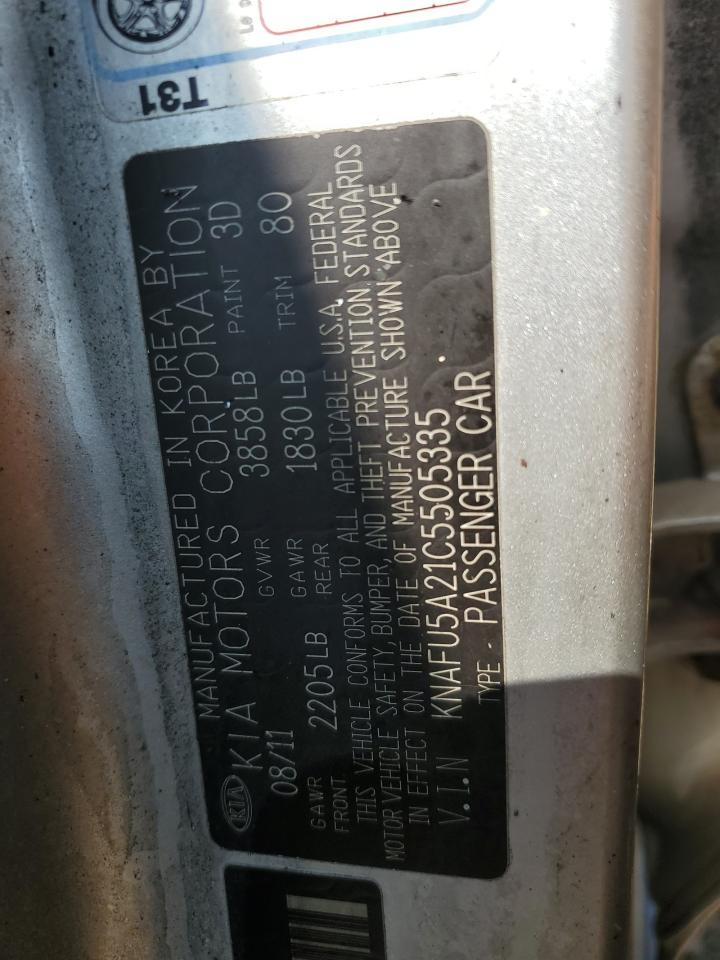 T31
MANUFACTURED IN KOREA BY
KIA KIA MOTORS CORPORATION
08/11 GVWR 3858LB PAINT 3D
GAWR FRONT 2205LB GAWR REAR 1830LB TRIM 80
THIS VEHICLE CONFORMS TO ALL APPLICABLE U.S.A. FEDERAL
MOTOR VEHICLE SAFETY, BUMPER, AND THEFT PREVENTION STANDARDS
IN EFFECT ON THE DATE OF MANUFACTURE SHOWN ABOVE.
V.I.N KNAFU5A21C5505335
TYPE - PASSENGER CAR